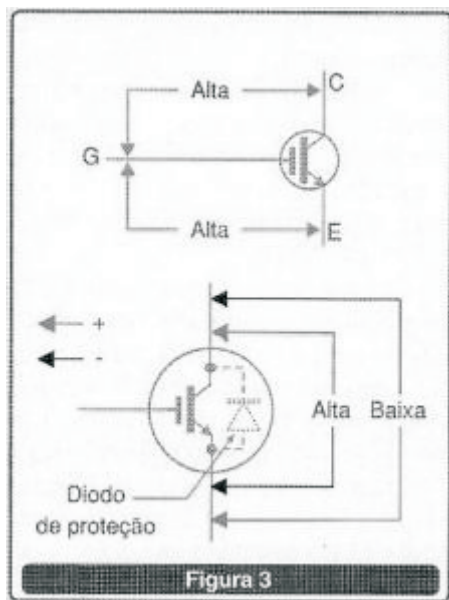 Alta
C
G
Alta
E
+
-
Alta Baixa
Diodo
de proteção
Figura 3